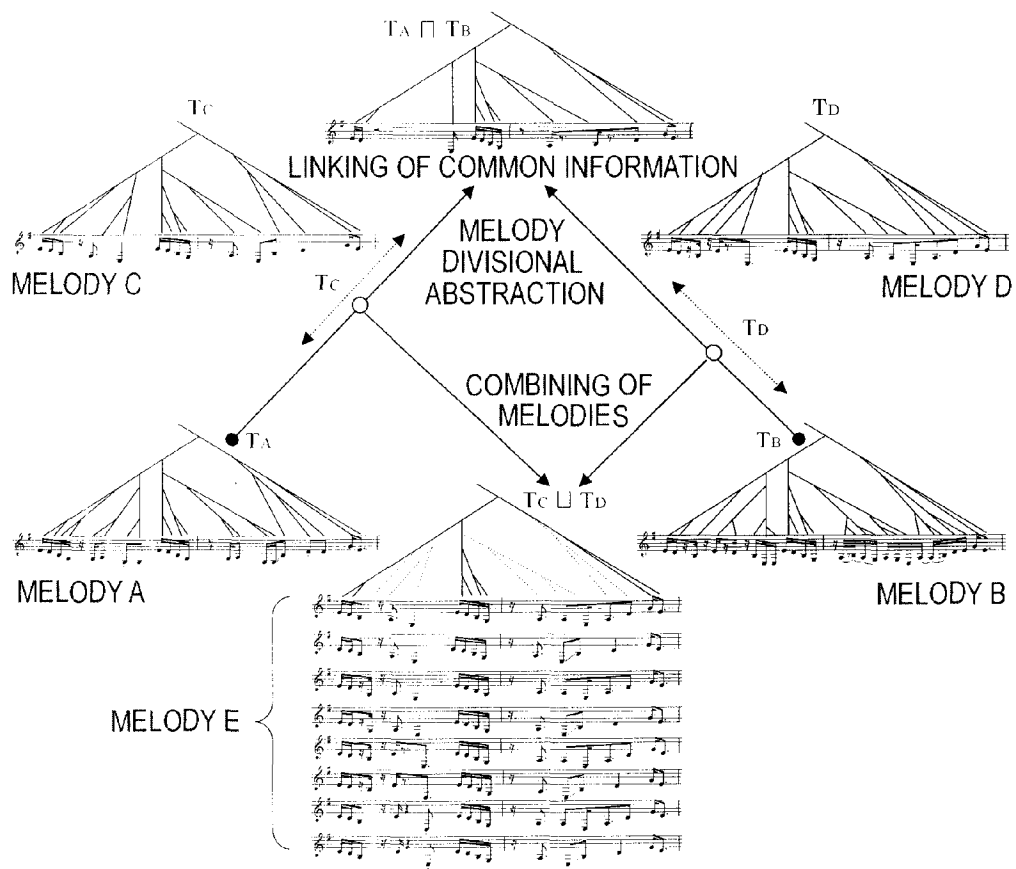 TA ⊓ TB
TC
TD
LINKING OF COMMON INFORMATION
MELODY C
MELODY
DIVISIONAL
ABSTRACTION
MELODY D
TC
TD
COMBINING OF
MELODIES
TA
TB
TC ⊔ TD
MELODY A
MELODY B
MELODY E